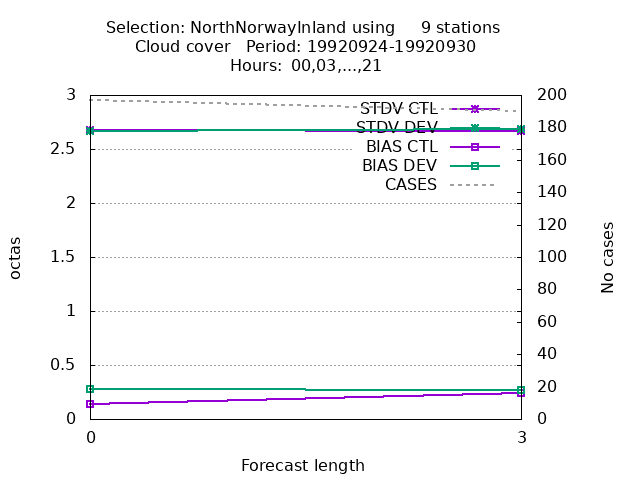 Selection: NorthNorwayInland using     9 stations
Cloud cover   Period: 19920924-19920930
Hours:  00,03,...,21
3
2.5
2
1.5
1
0.5
0
200
180
160
140
120
100
80
60
40
20
0
STDV CTL
STDV DEV
BIAS CTL
BIAS DEV
CASES
octas
No cases
0
3
Forecast length